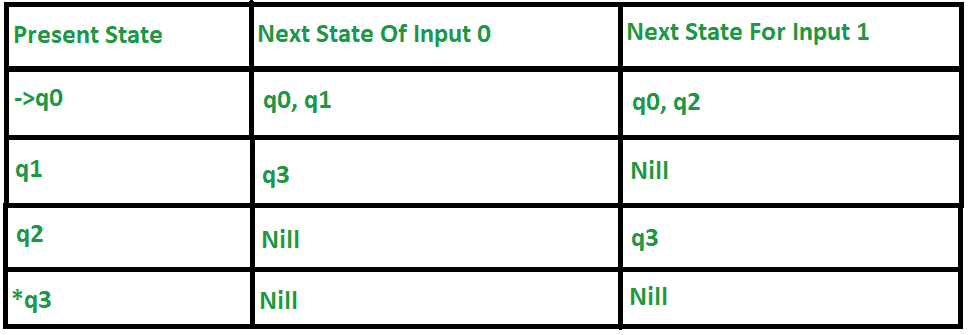 Present State Next State Of Input 0 Next State For Input 1
->q0 q0, q1 q0, q2
q1 q3 Nill
q2 Nill q3
*q3 Nill Nill